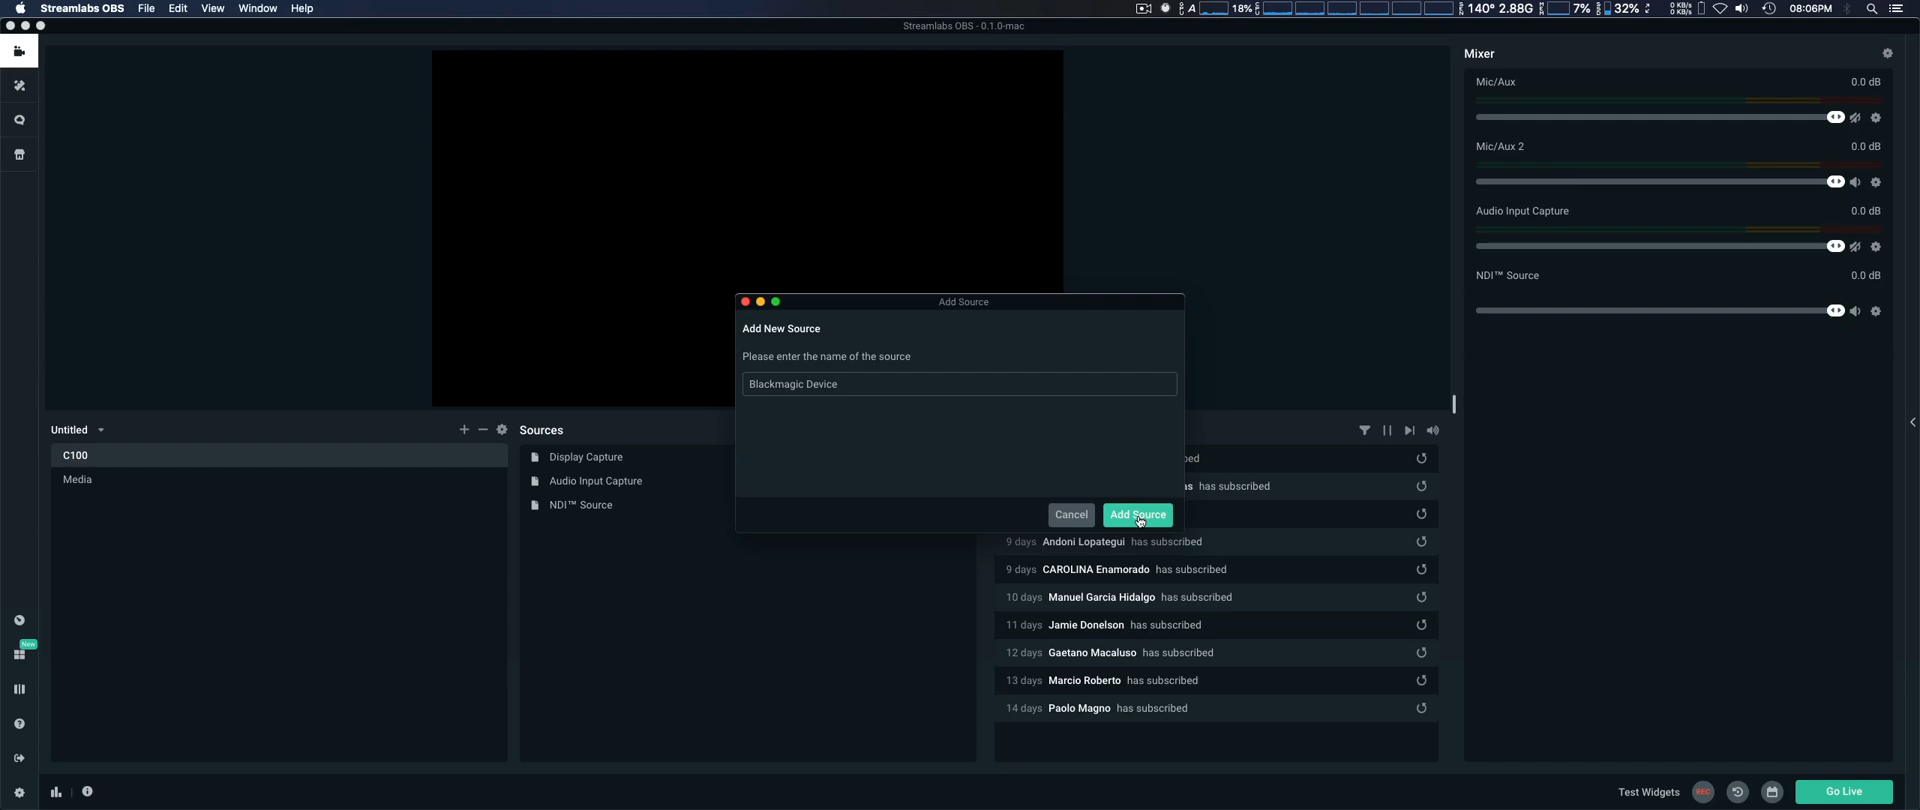 Streamlabs OBS File Edit View Window Help
18% 140° 2.88G 7% 32% 0 KB/s 0 KB/s 08:06PM
Streamlabs OBS - 0.1.0-mac
Mixer
Mic/Aux 0.0 dB
Mic/Aux 2 0.0 dB
Audio Input Capture 0.0 dB
NDI™ Source 0.0 dB
Add Source
Add New Source
Please enter the name of the source
Blackmagic Device
Cancel Add Source
Untitled
C100
Media
Sources
Display Capture
Audio Input Capture
NDI™ Source
has subscribed
9 days Andoni Lopategui has subscribed
9 days CAROLINA Enamorado has subscribed
10 days Manuel Garcia Hidalgo has subscribed
11 days Jamie Donelson has subscribed
12 days Gaetano Macaluso has subscribed
13 days Marcio Roberto has subscribed
14 days Paolo Magno has subscribed
New
Test Widgets REC Go Live